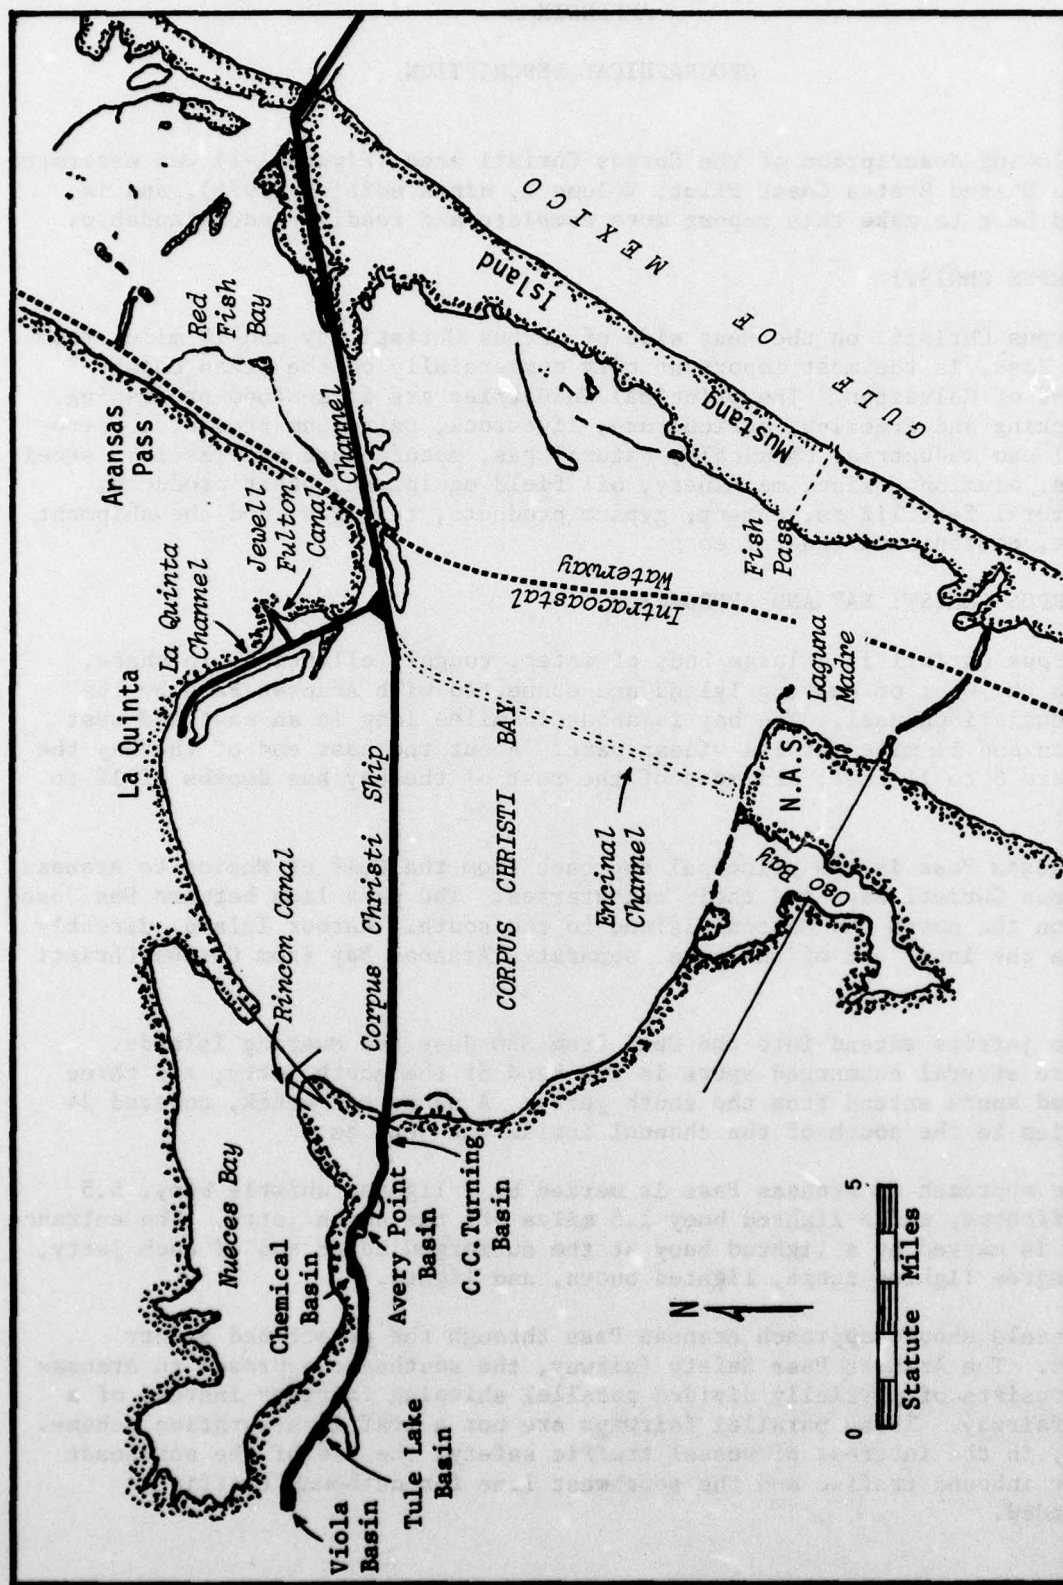 Aransas
Pass
Red
Fish
Bay
La Quinta
Channel
Jewell
Fulton
Canal
La Quinta
Rincon Canal
Nueces Bay
Corpus Christi Ship Channel
Chemical
Basin
Viola
Basin
Tule Lake
Basin
Avery Point
Basin
C.C. Turning
Basin
CORPUS CHRISTI BAY
Encinal
Channel
Intracoastal
Waterway
Mustang Island
GULF OF MEXICO
Fish
Pass
Laguna
Madre
N.A.S.
Oso Bay
N
0 5
Statute Miles